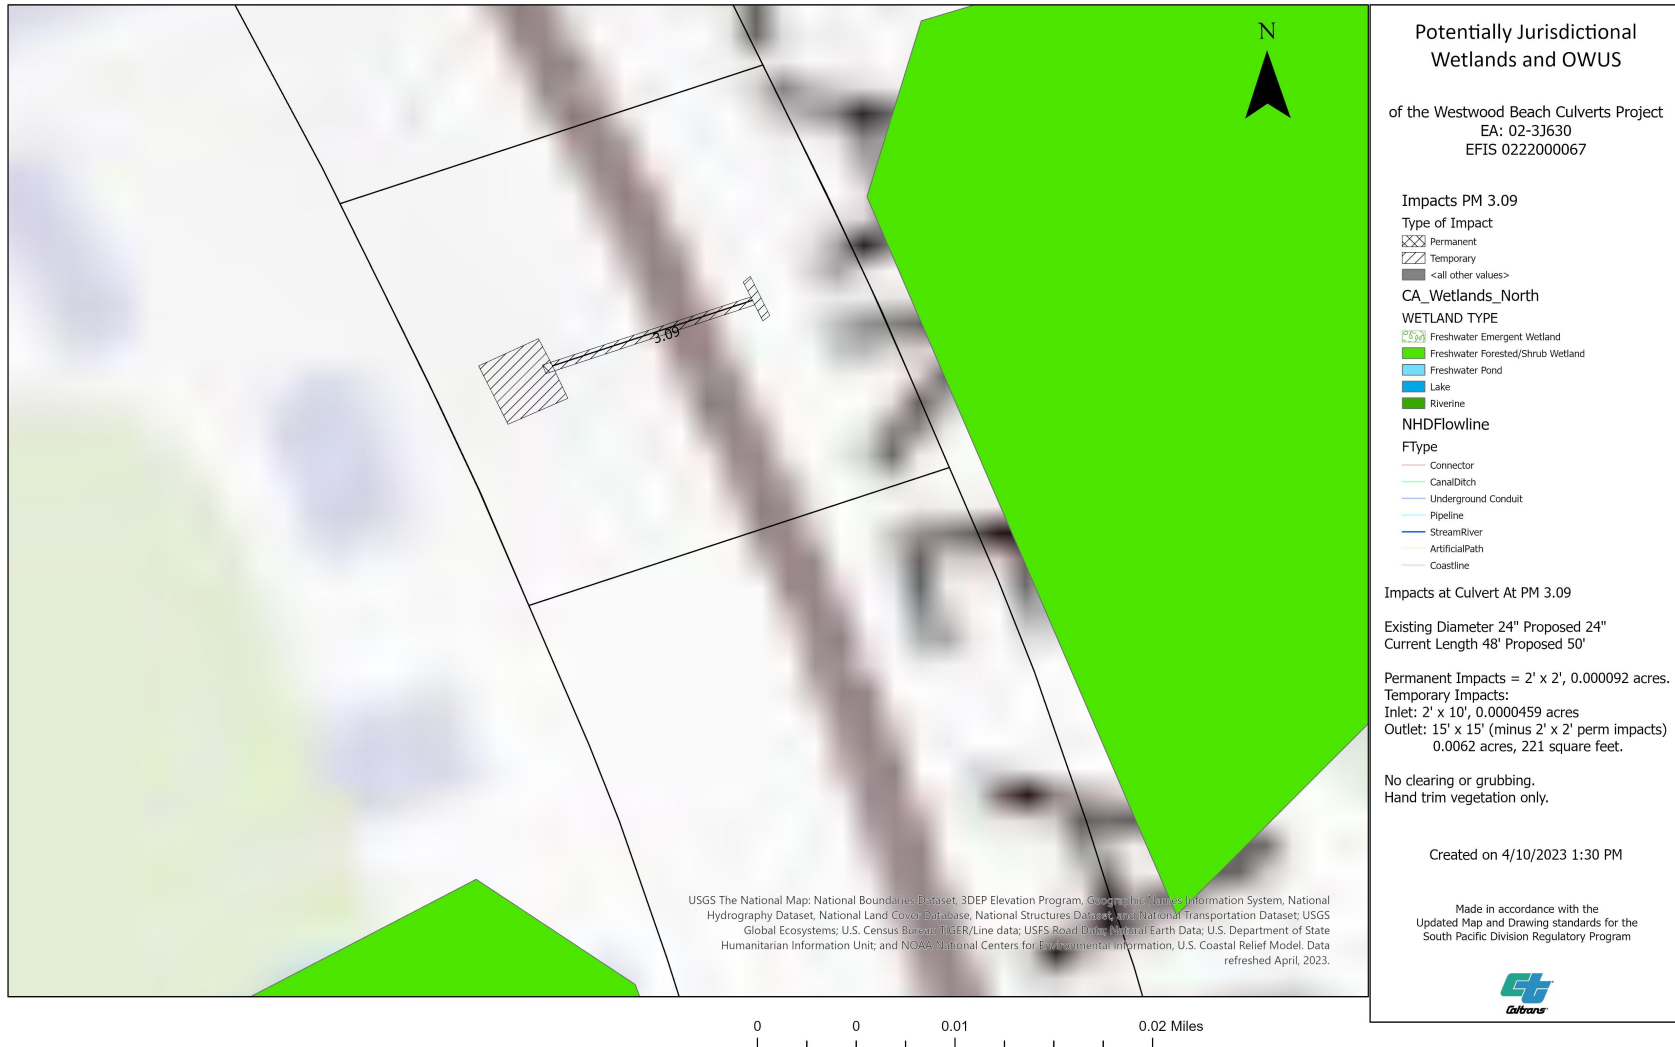 N
3.09
USGS The National Map: National Boundaries Dataset, 3DEP Elevation Program, Geographic Names Information System, National
Hydrography Dataset, National Land Cover Database, National Structures Dataset, and National Transportation Dataset; USGS
Global Ecosystems; U.S. Census Bureau TIGER/Line data; USFS Road Data; Natural Earth Data; U.S. Department of State
Humanitarian Information Unit; and NOAA National Centers for Environmental Information, U.S. Coastal Relief Model. Data
refreshed April, 2023.
0 0 0.01 0.02 Miles
Potentially Jurisdictional
Wetlands and OWUS
of the Westwood Beach Culverts Project
EA: 02-3J630
EFIS 0222000067
Impacts PM 3.09
Type of Impact
Permanent
Temporary
<all other values>
CA_Wetlands_North
WETLAND TYPE
Freshwater Emergent Wetland
Freshwater Forested/Shrub Wetland
Freshwater Pond
Lake
Riverine
NHDFlowline
FType
Connector
CanalDitch
Underground Conduit
Pipeline
StreamRiver
ArtificialPath
Coastline
Impacts at Culvert At PM 3.09
Existing Diameter 24" Proposed 24"
Current Length 48' Proposed 50'
Permanent Impacts = 2' x 2', 0.000092 acres.
Temporary Impacts:
Inlet: 2' x 10', 0.0000459 acres
Outlet: 15' x 15' (minus 2' x 2' perm impacts)
0.0062 acres, 221 square feet.
No clearing or grubbing.
Hand trim vegetation only.
Created on 4/10/2023 1:30 PM
Made in accordance with the
Updated Map and Drawing standards for the
South Pacific Division Regulatory Program
Caltrans